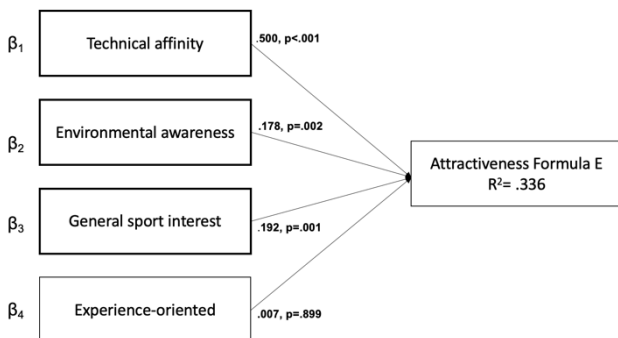 β₁ Technical affinity .500, p<.001
β₂ Environmental awareness .178, p=.002
Attractiveness Formula E
R²= .336
β₃ General sport interest .192, p=.001
β₄ Experience-oriented .007, p=.899